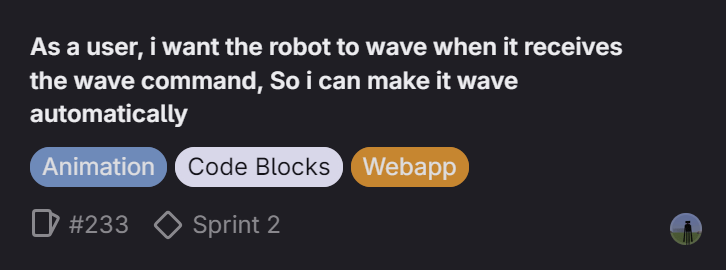 As a user, i want the robot to wave when it receives
the wave command, So i can make it wave
automatically
Animation Code Blocks Webapp
#233 Sprint 2